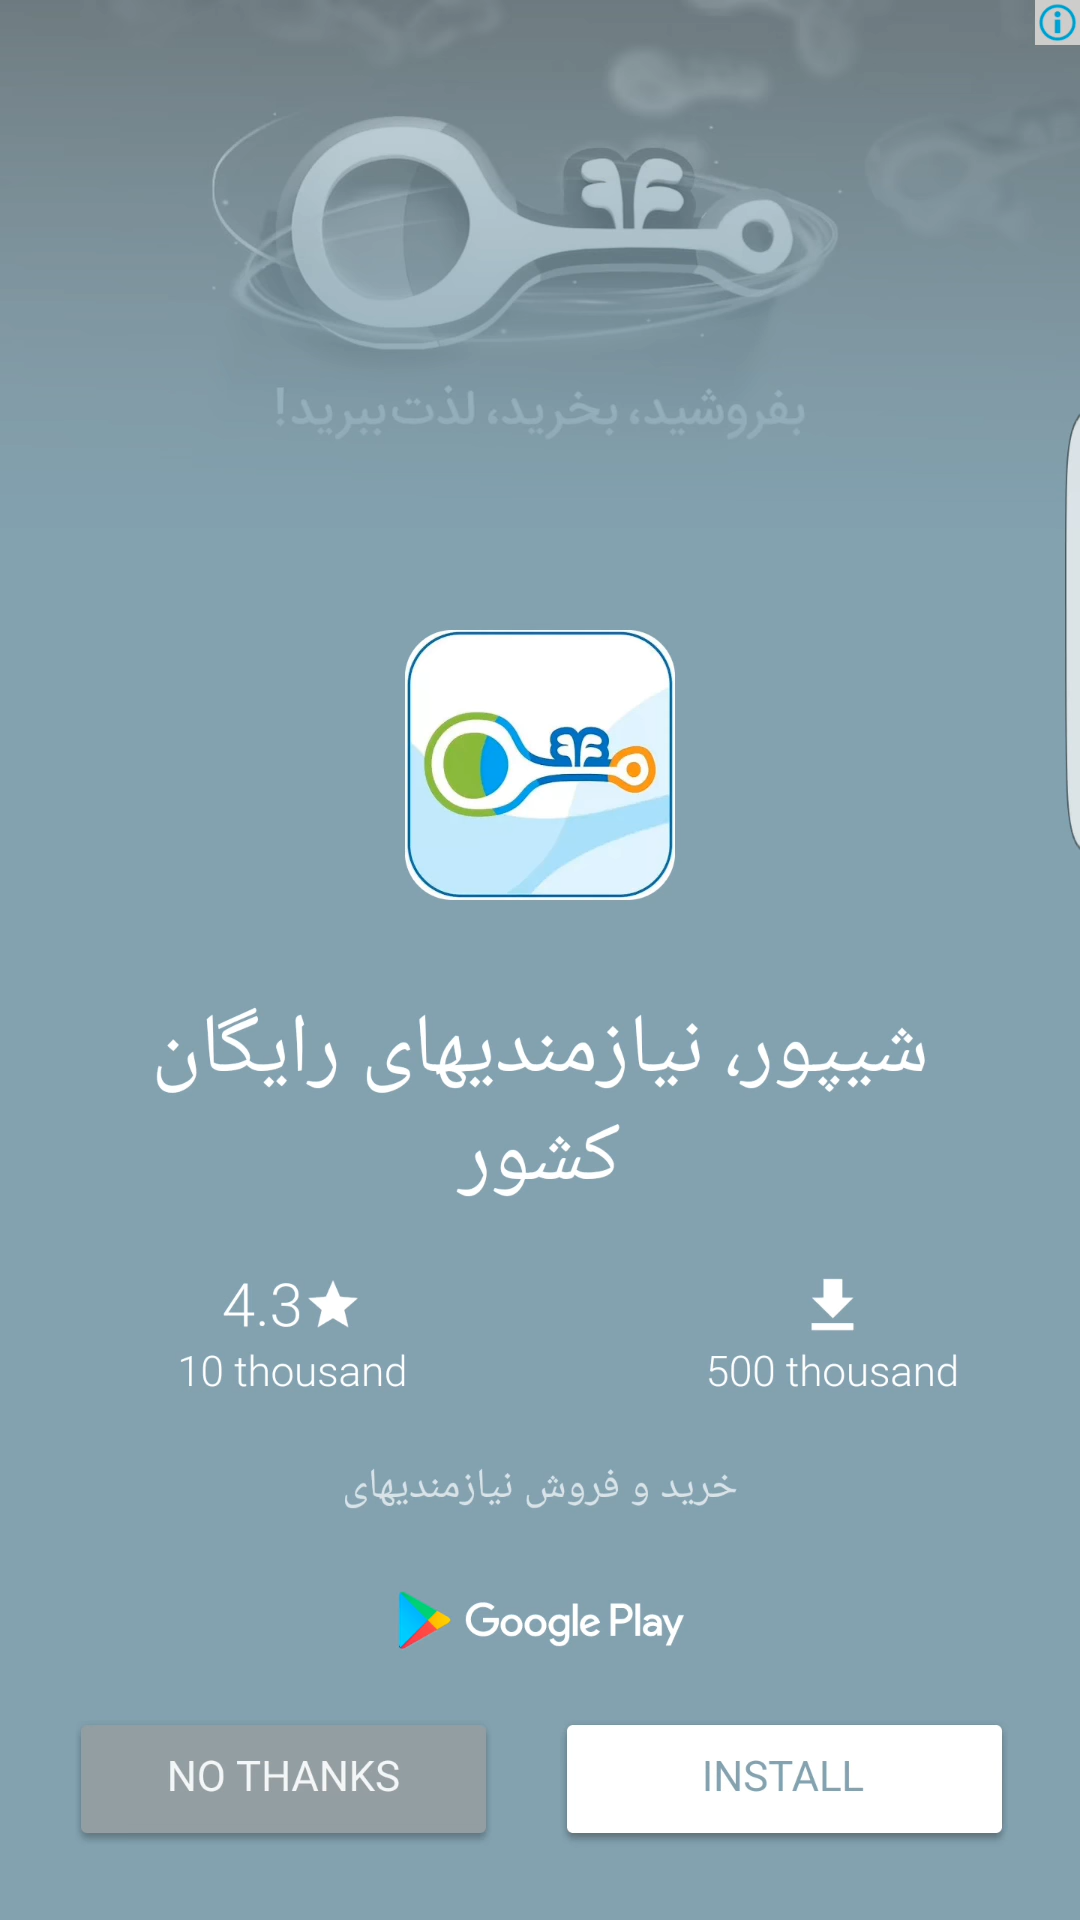 بفروشید، بخرید، لذت‌ببرید!
شیپور، نیازمندیهای رایگان
کشور
4.3
10 thousand
500 thousand
خرید و فروش نیازمندیهای
Google Play
NO THANKS
INSTALL